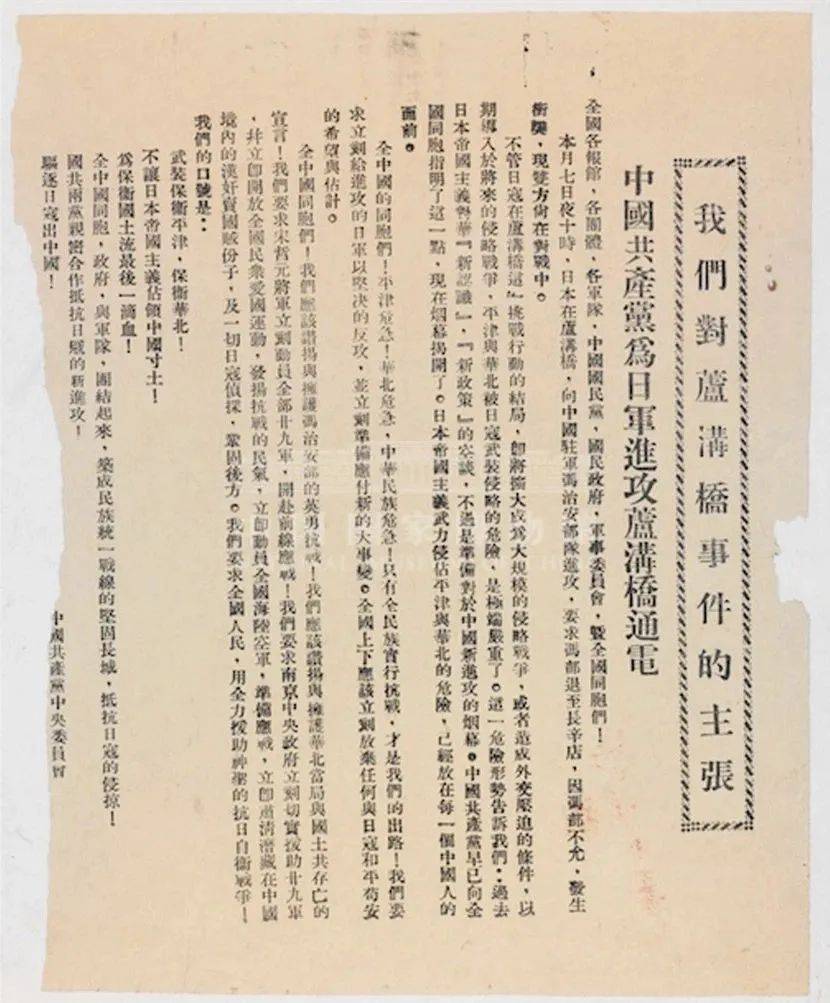 我們對蘆溝橋事件的主張
中國共產黨爲日軍進攻蘆溝橋通電
全國各報館，各團體，各軍隊，中國國民黨，國民政府，軍事委員會，暨全國同胞們！
本月七日夜十時，日本在蘆溝橋，向中國駐軍馮治安部隊進攻，要求馮部退至長辛店，因馮部不允，發生
衝突，現雙方尚在對戰中。
不管日寇在蘆溝橋這』挑戰行動的結局，卽將擴大成爲大規模的侵略戰爭，或者造成外交壓迫的條件，以
期導入於將來的侵略戰爭，平津與華北被日寇武裝侵略的危險，是極端嚴重了。這一危險形勢告訴我們：過去
日本帝國主義對華『新認識』，『新政策』的空談，不過是準備對於中國新進攻的烟幕。中國共產黨早已向全
國同胞指明了這一點，現在烟幕揭開了。日本帝國主義武力侵佔平津與華北的危險，已經放在每一個中國人的
面前。
全中國的同胞們！平津危急！華北危急，中華民族危急！只有全民族實行抗戰，才是我們的出路！我們要
求立刻給進攻的日軍以堅决的反攻，並立刻準備應付新的大事變。全國上下應該立刻放棄任何與日寇和平苟安
的希望與估計。
全中國同胞們！我們應該讚揚與擁護馮治安部的英勇抗戰！我們應該讚揚與擁護華北當局與國土共存亡的
宣言！我們要求宋哲元將軍立刻動員全部廿九軍，開赴前線應戰！我們要求南京中央政府立刻切實援助廿九軍
，幷立卽開放全國民衆愛國運動，發揚抗戰的民氣，立卽動員全國海陸空軍，準備應戰，立卽肅淸潛藏在中國
境內的漢奸賣國賊份子，及一切日寇偵探，鞏固後方。我們要求全國人民，用全力援助神聖的抗日自衞戰爭！
我們的口號是：
武裝保衞平津，保衞華北！
不讓日本帝國主義佔領中國寸土！
爲保衞國土流最後一滴血！
全中國同胞，政府，與軍隊，團結起來，築成民族統一戰線的堅固長城，抵抗日寇的侵掠！
國共兩黨親密合作抵抗日寇的新進攻！
驅逐日寇出中國！
中國共產黨中央委員會